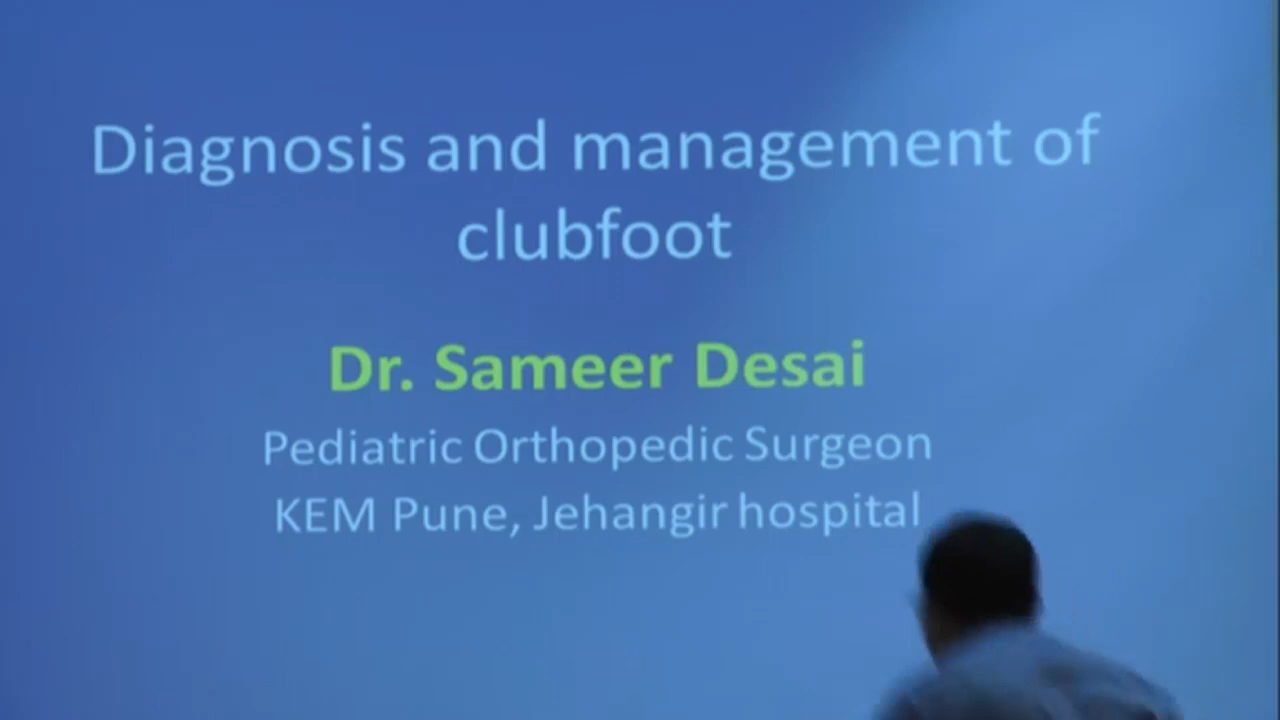 Diagnosis and management of
clubfoot
Dr. Sameer Desai
Pediatric Orthopedic Surgeon
KEM Pune, Jehangir hospital